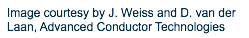 Image courtesy by J. Weiss and D. van der
Laan, Advanced Conductor Technologies